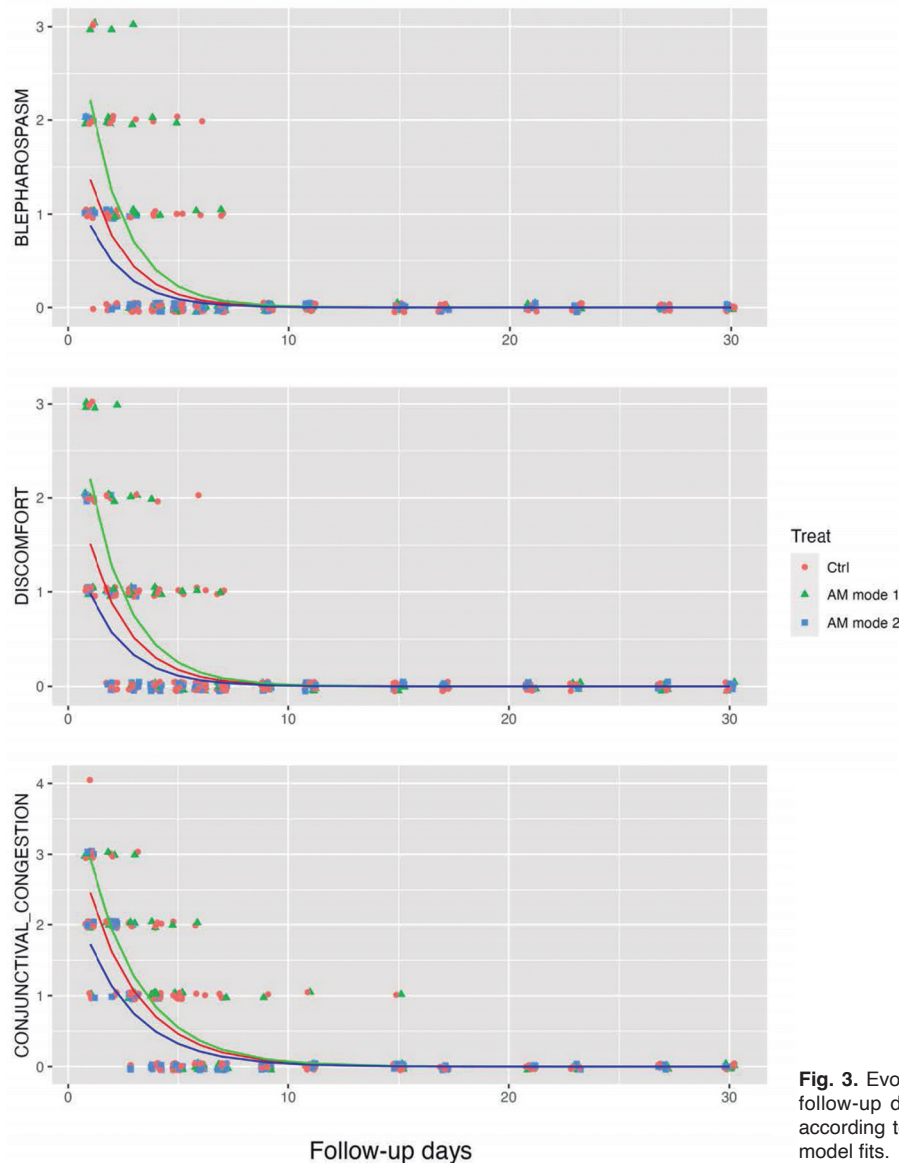 3
2
1
0
BLEPHAROSPASM
0 10 20 30
3
2
1
0
DISCOMFORT
0 10 20 30
Treat
Ctrl
AM mode 1
AM mode 2
4
3
2
1
0
CONJUNCTIVAL_CONGESTION
0 10 20 30
Follow-up days
Fig. 3. Evo
follow-up d
according to
model fits.